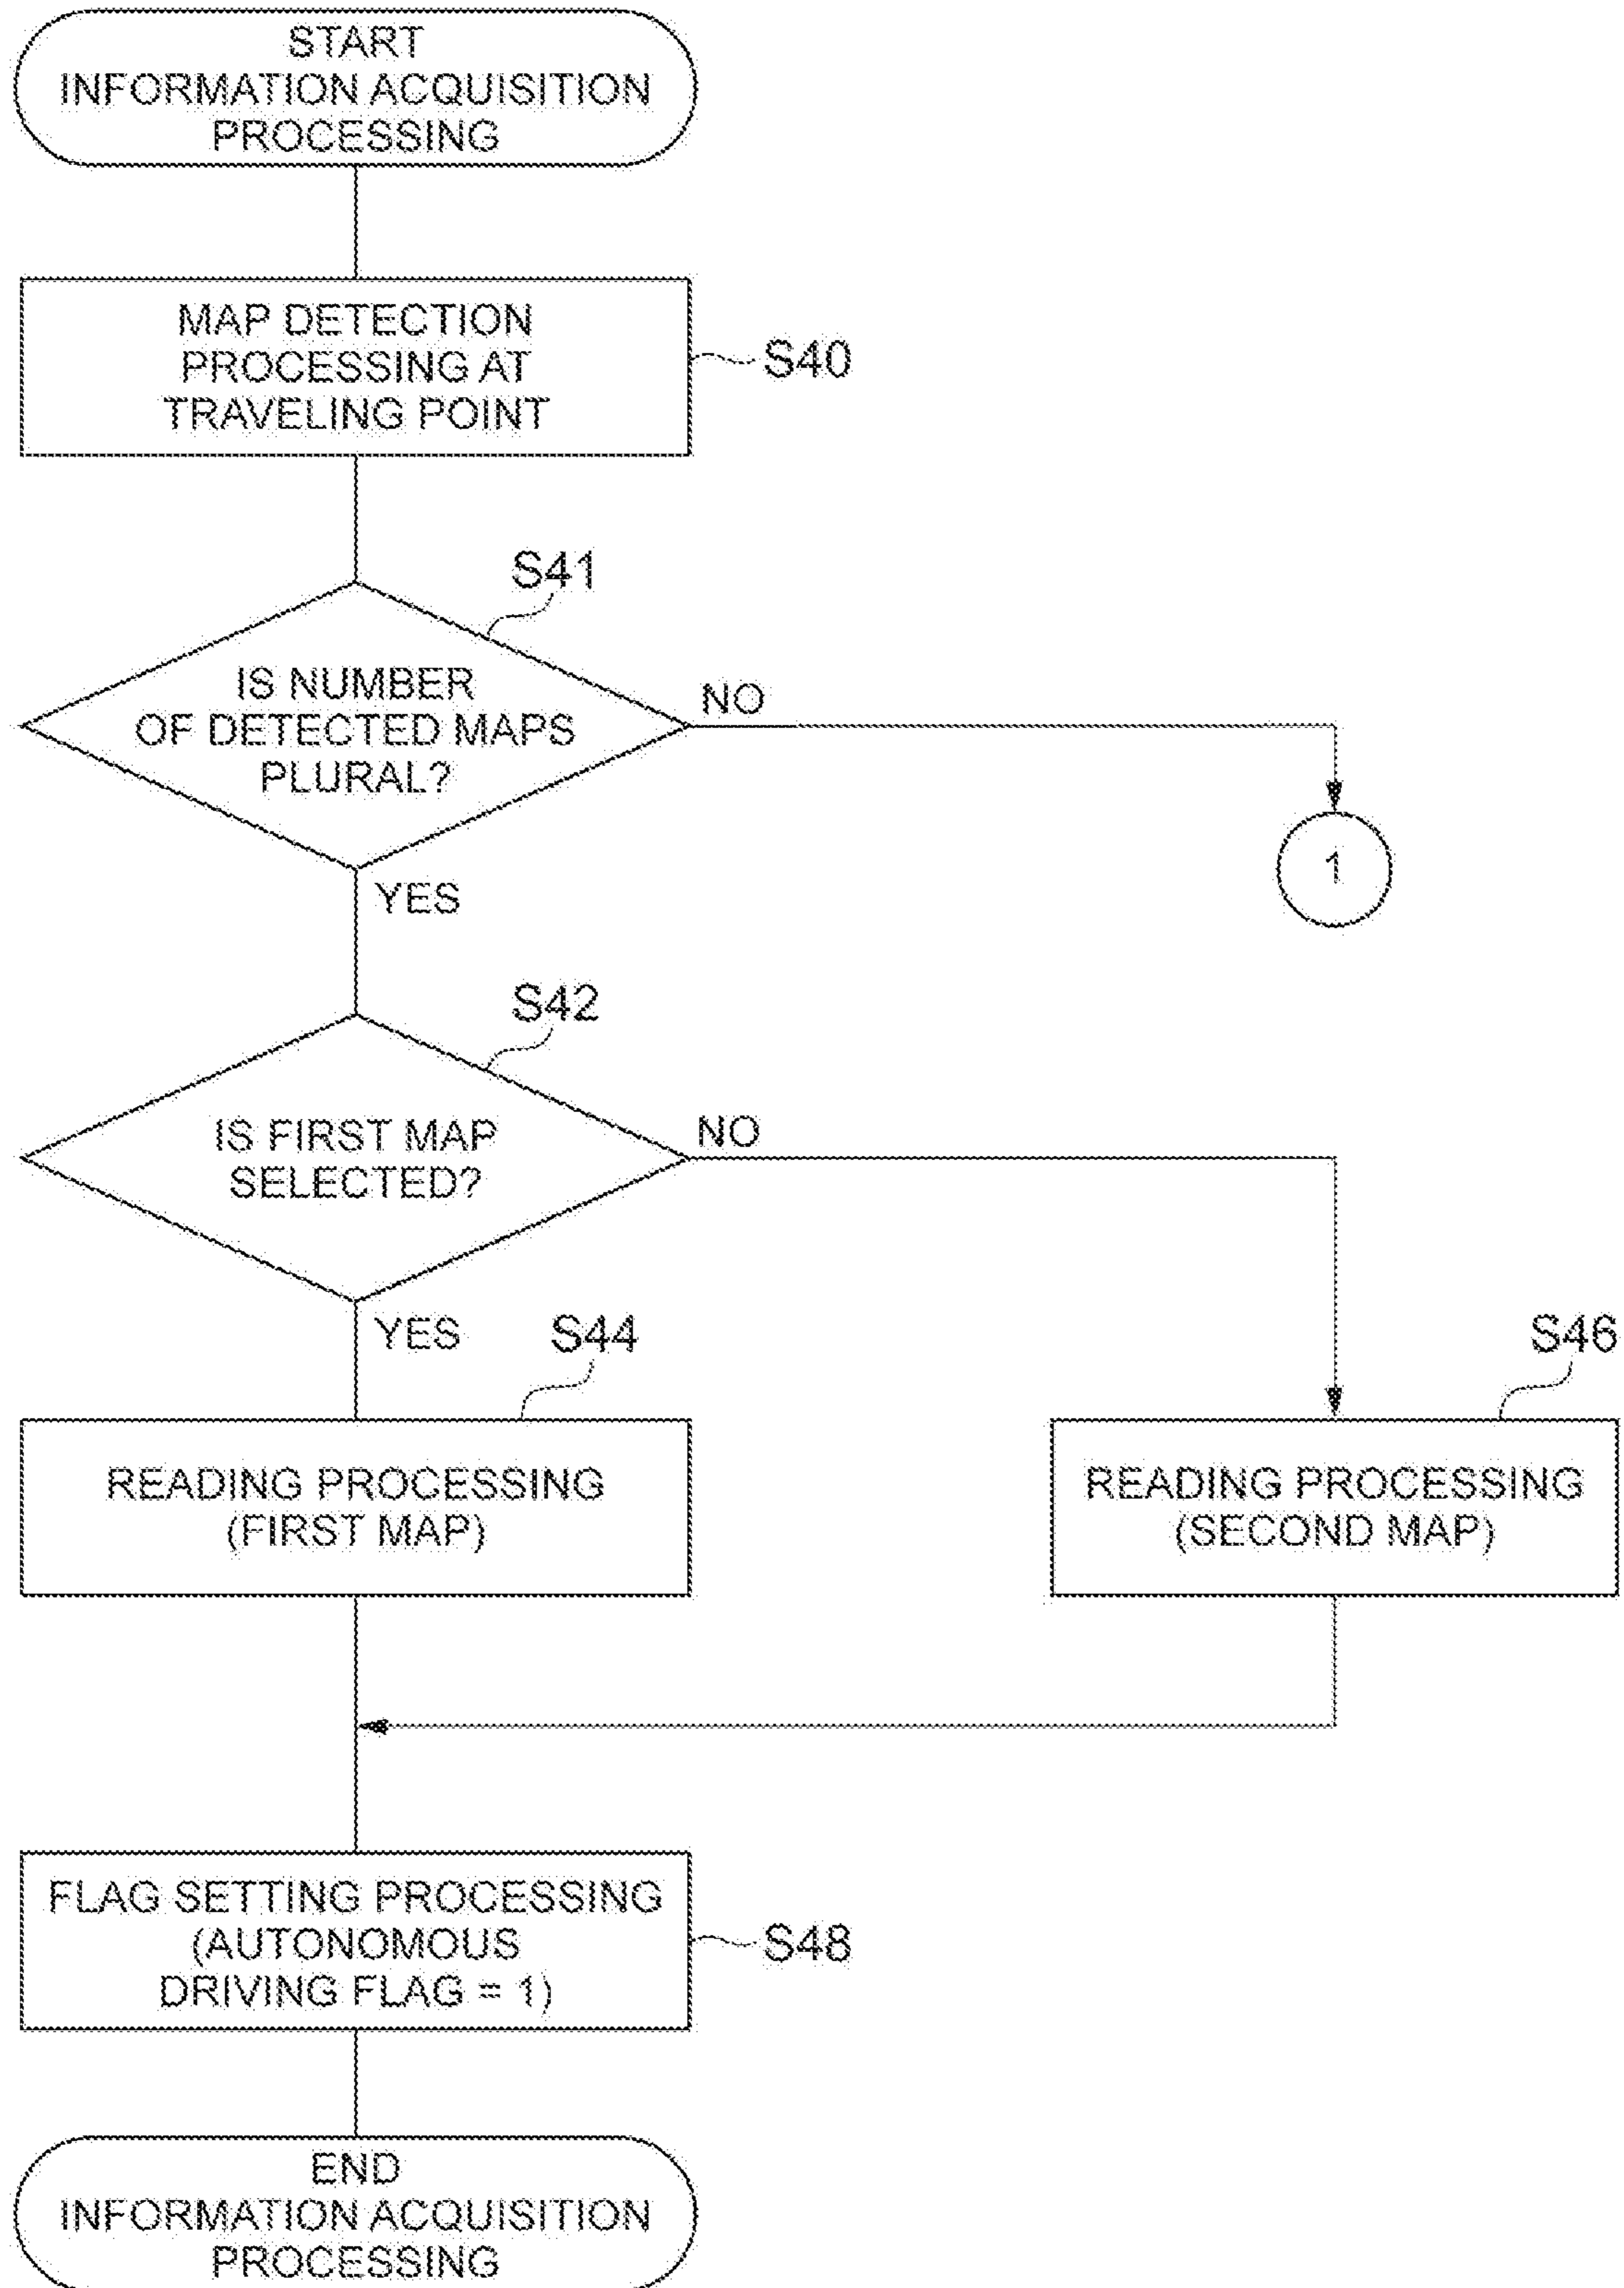 START
INFORMATION ACQUISITION
PROCESSING
MAP DETECTION
PROCESSING AT
TRAVELING POINT
S40
S41
IS NUMBER
OF DETECTED MAPS
PLURAL?
NO
1
YES
S42
IS FIRST MAP
SELECTED?
NO
YES
S44
S46
READING PROCESSING
(FIRST MAP)
READING PROCESSING
(SECOND MAP)
FLAG SETTING PROCESSING
(AUTONOMOUS
DRIVING FLAG = 1)
S48
END
INFORMATION ACQUISITION
PROCESSING